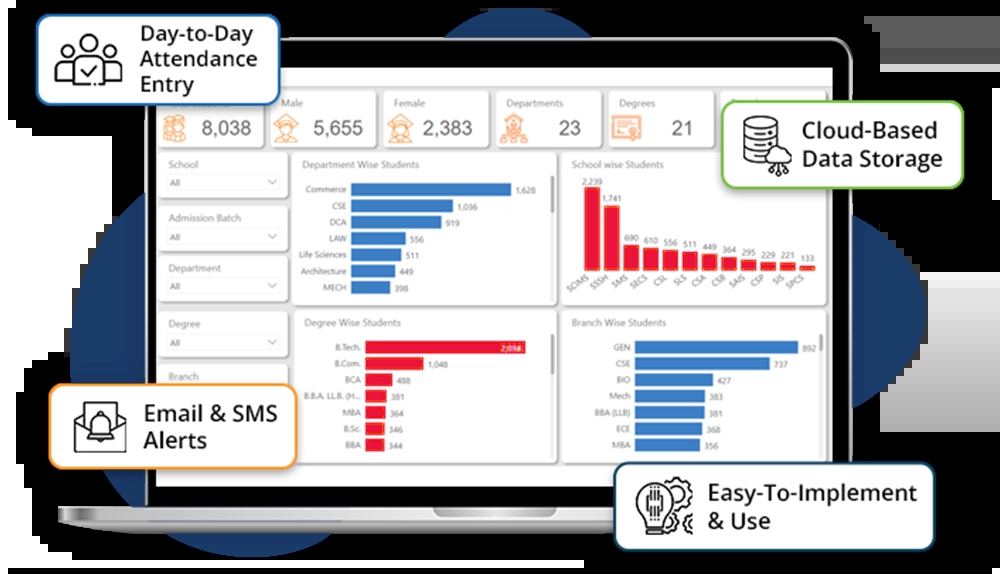 Day-to-Day
Attendance
Entry
8,038
Male
5,655
Female
2,383
Departments
23
Degrees
21
Cloud-Based
Data Storage
School
All
Admission Batch
All
Department
All
Degree
All
Branch
Department Wise Students
Commerce 1,628
CSE 1,036
DCA 919
LAW 556
Life Sciences 511
Architecture 449
MECH 398
School wise Students
2,239 1,741 690 610 556 511 449 364 295 229 221 133
SCIMS SSSH SMS SECS CSL SLS CSA CSB SAIS CSP SIS SPCS
Degree Wise Students
B.Tech.
B.Com. 1,048
BCA 488
B.B.A. LL.B. (H... 381
MBA 364
B.Sc. 346
BBA 344
Branch Wise Students
GEN 892
CSE 737
BIO 427
Mech 383
BBA (LLB) 381
ECE 368
MBA 356
Email & SMS
Alerts
Easy-To-Implement
& Use